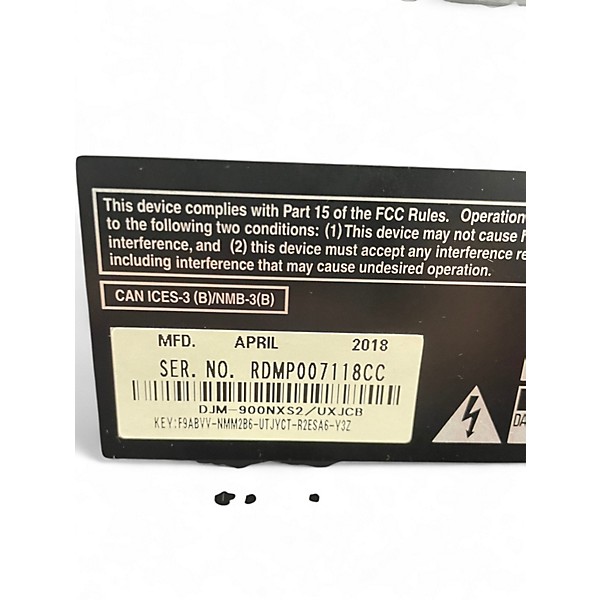 This device complies with Part 15 of the FCC Rules. Operation
to the following two conditions: (1) This device may not cause
interference, and (2) this device must accept any interference
including interference that may cause undesired operation.
CAN ICES-3 (B)/NMB-3(B)
MFD. APRIL 2018
SER. NO. RDMP007118CC
DJM-900NXS2/UXJCB
KEY:F9ABVV-NMM2B6-UTJYCT-R2ESA6-Y3Z